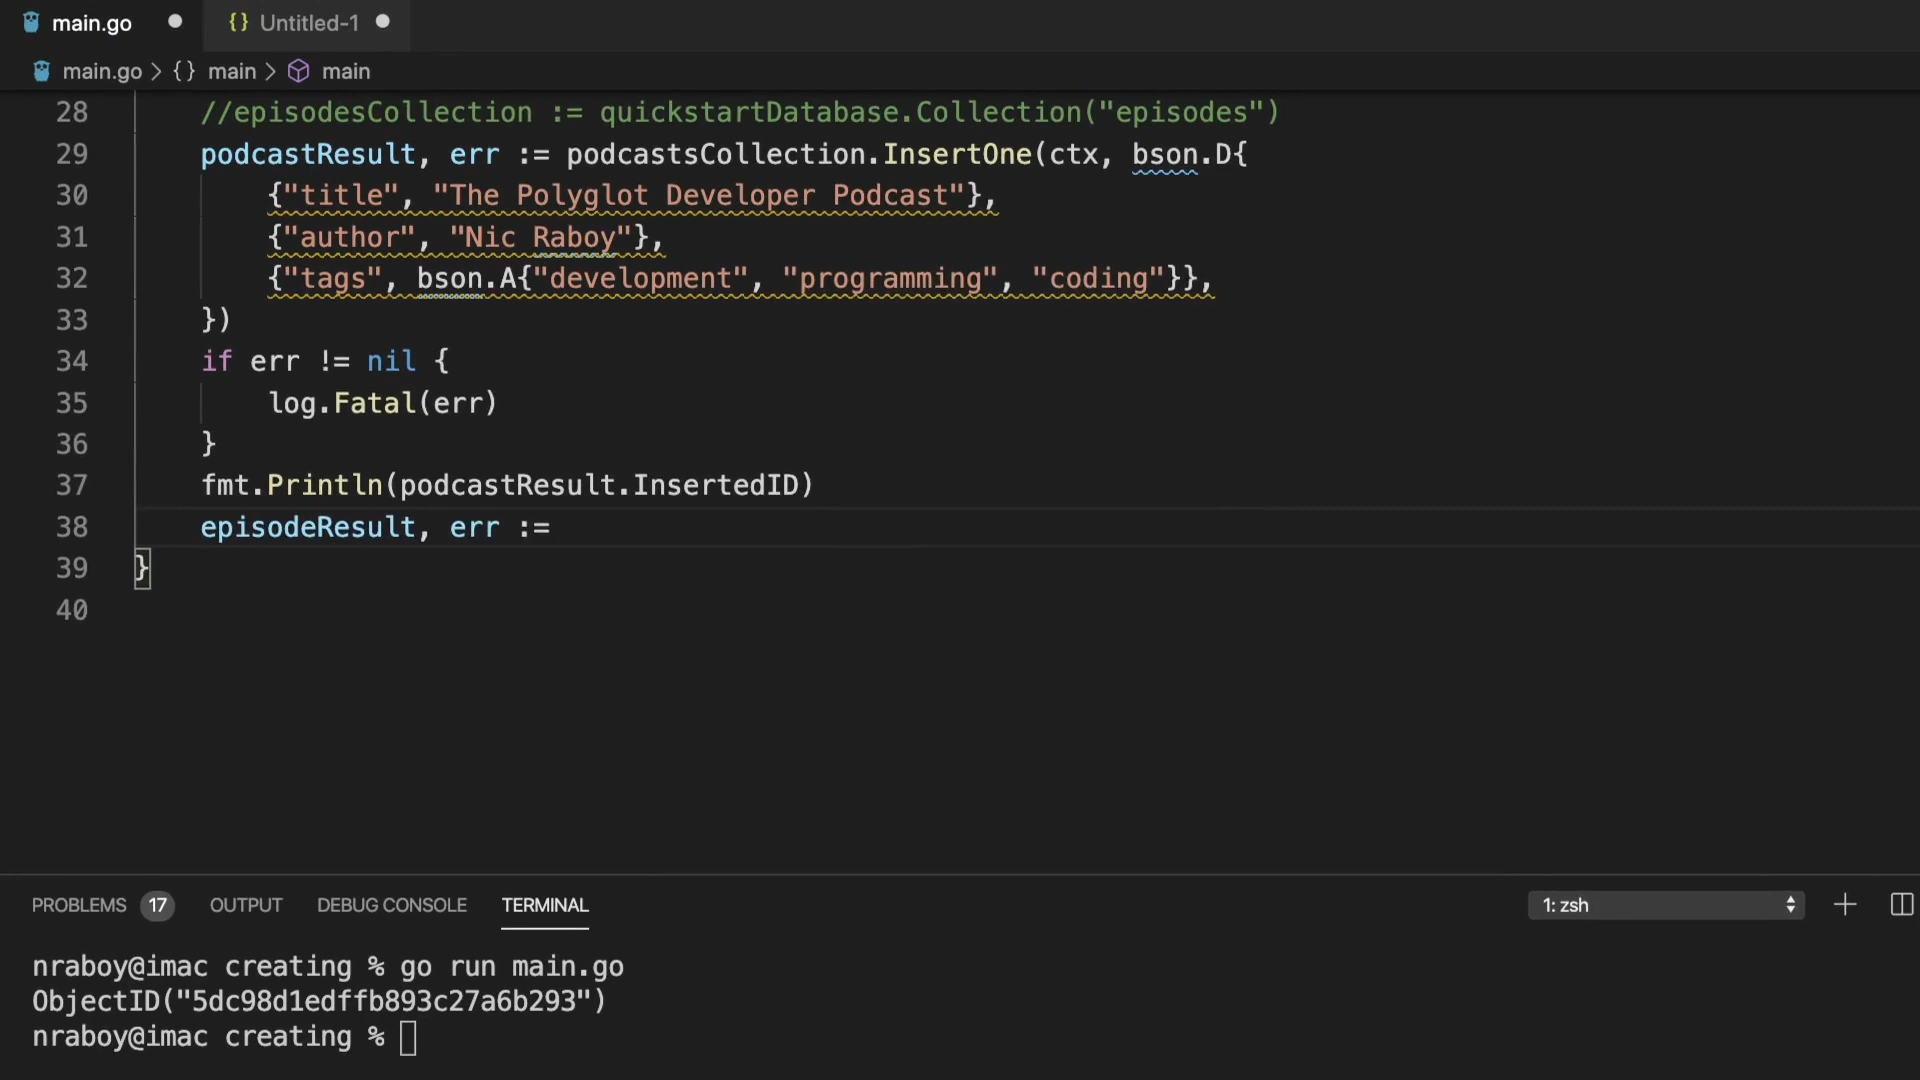 main.go Untitled-1
main.go > {} main > main
28 //episodesCollection := quickstartDatabase.Collection("episodes")
29 podcastResult, err := podcastsCollection.InsertOne(ctx, bson.D{
30 {"title", "The Polyglot Developer Podcast"},
31 {"author", "Nic Raboy"},
32 {"tags", bson.A{"development", "programming", "coding"}},
33 })
34 if err != nil {
35 log.Fatal(err)
36 }
37 fmt.Println(podcastResult.InsertedID)
38 episodeResult, err :=
39 }
40
PROBLEMS 17 OUTPUT DEBUG CONSOLE TERMINAL 1: zsh
nraboy@imac creating % go run main.go
ObjectID("5dc98d1edffb893c27a6b293")
nraboy@imac creating %